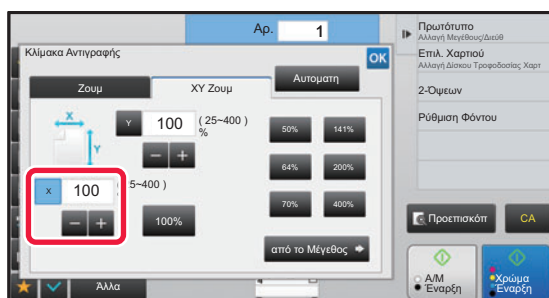 Αρ. 1
Κλίμακα Αντιγραφής
OK
Ζουμ
XY Ζουμ
Αυτοματη
X
Y
Y 100 ( 25~400 )
%
50% 141%
64% 200%
70% 400%
X 100 5~400 )
100%
από το Μέγεθος
Άλλα
Πρωτότυπο
Αλλαγή Μεγέθους/Διεύθ
Επιλ. Χαρτιού
Αλλαγή Δίσκου Τροφοδοσίας Χαρτ
2-Όψεων
Ρύθμιση Φόντου
Προεπισκόπ
CA
Α/Μ
Έναρξη
Χρώμα
Έναρξη